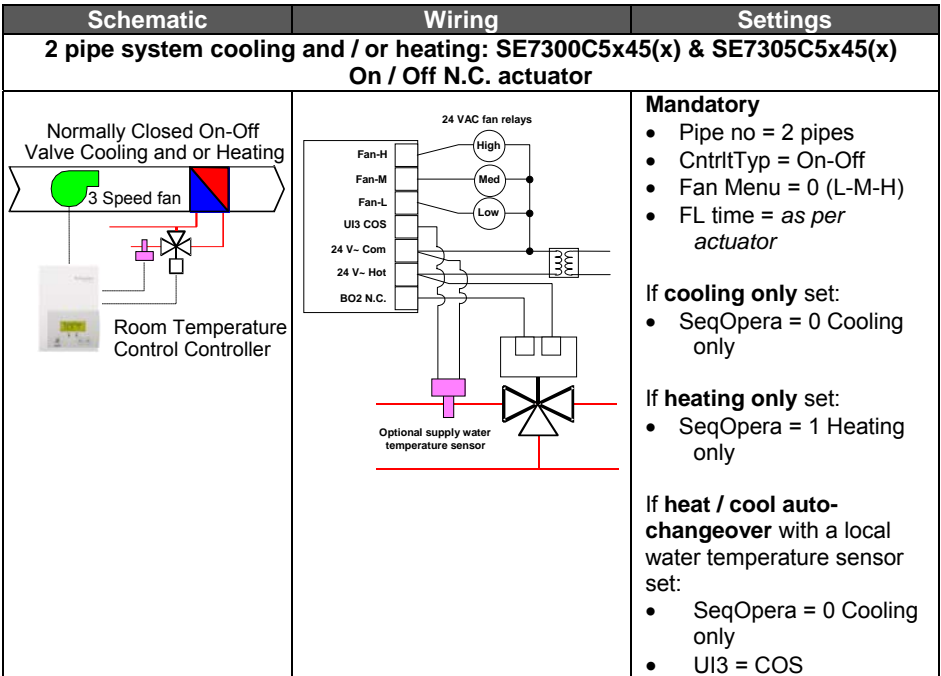 Schematic
Wiring
Settings
2 pipe system cooling and / or heating: SE7300C5x45(x) & SE7305C5x45(x)
On / Off N.C. actuator
Normally Closed On-Off
Valve Cooling and or Heating
3 Speed fan
Room Temperature
Control Controller
24 VAC fan relays
High
Fan-H
Med
Fan-M
Low
Fan-L
UI3 COS
24 V~ Com
24 V~ Hot
BO2 N.C.
Optional supply water
temperature sensor
Mandatory
• Pipe no = 2 pipes
• CntrltTyp = On-Off
• Fan Menu = 0 (L-M-H)
• FL time = as per
actuator
If cooling only set:
• SeqOpera = 0 Cooling
only
If heating only set:
• SeqOpera = 1 Heating
only
If heat / cool auto-
changeover with a local
water temperature sensor
set:
• SeqOpera = 0 Cooling
only
• UI3 = COS